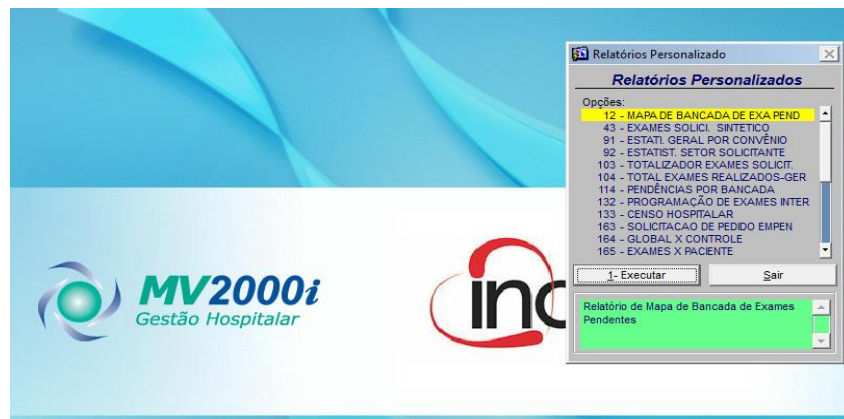 Relatórios Personalizado
Relatórios Personalizados
Opções:
12 - MAPA DE BANCADA DE EXA PEND
43 - EXAMES SOLICI. SINTETICO
91 - ESTATI. GERAL POR CONVÊNIO
92 - ESTATIST. SETOR SOLICITANTE
103 - TOTALIZADOR EXAMES SOLICIT.
104 - TOTAL EXAMES REALIZADOS-GER
114 - PENDÊNCIAS POR BANCADA
132 - PROGRAMAÇÃO DE EXAMES INTER
133 - CENSO HOSPITALAR
163 - SOLICITACAO DE PEDIDO EMPEN
164 - GLOBAL X CONTROLE
165 - EXAMES X PACIENTE
1- Executar
Sair
Relatório de Mapa de Bancada de Exames
Pendentes
MV2000i
Gestão Hospitalar
inc